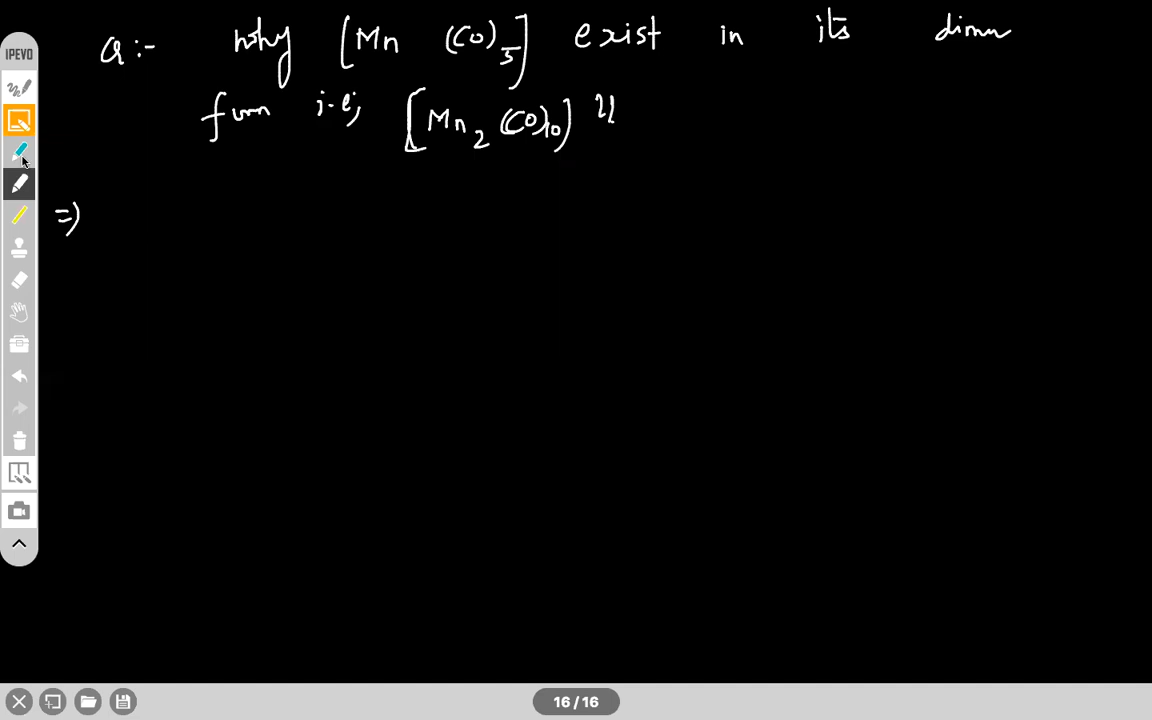 Q:- why [Mn (CO)5] exist in its dimer
form i.e; [Mn2(CO)10] ??
=>
IPEVO
16/16